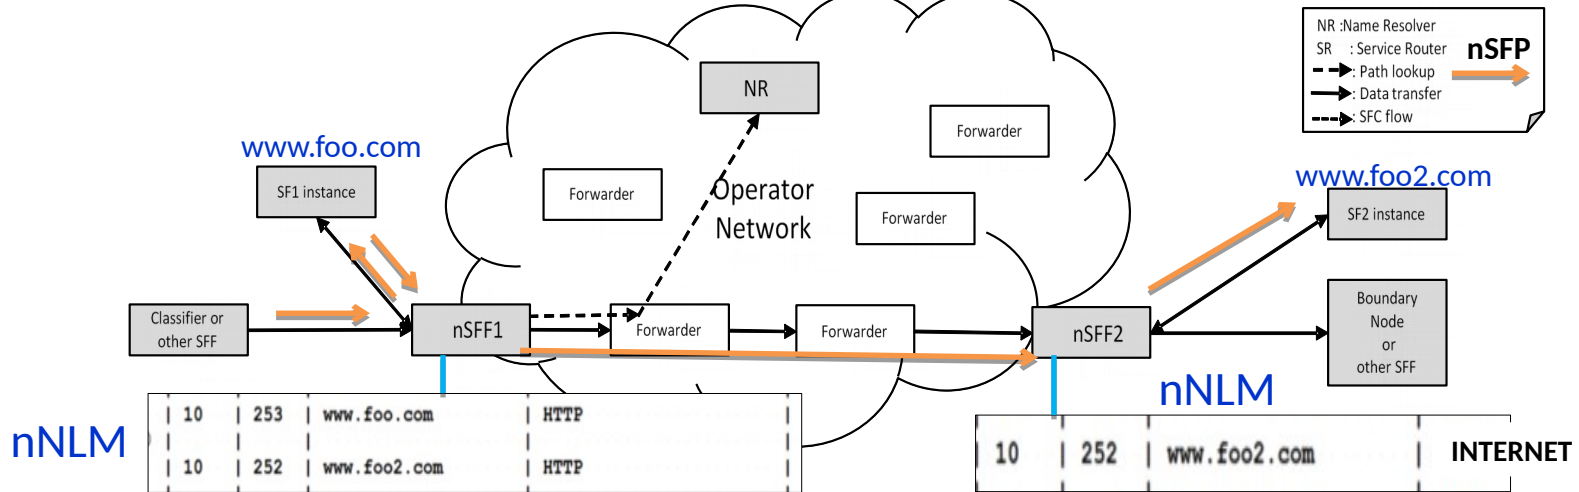 NR :Name Resolver
SR : Service Router
nSFP
: Path lookup
: Data transfer
: SFC flow
NR
Forwarder
www.foo.com
www.foo2.com
SF1 instance
Forwarder
Operator
Network
Forwarder
SF2 instance
Classifier or
other SFF
nSFF1
Forwarder
Forwarder
nSFF2
Boundary
Node
or
other SFF
nNLM
| 10 | 253 | www.foo.com | HTTP |
| 10 | 252 | www.foo2.com | HTTP |
nNLM
10 | 252 | www.foo2.com |
INTERNET